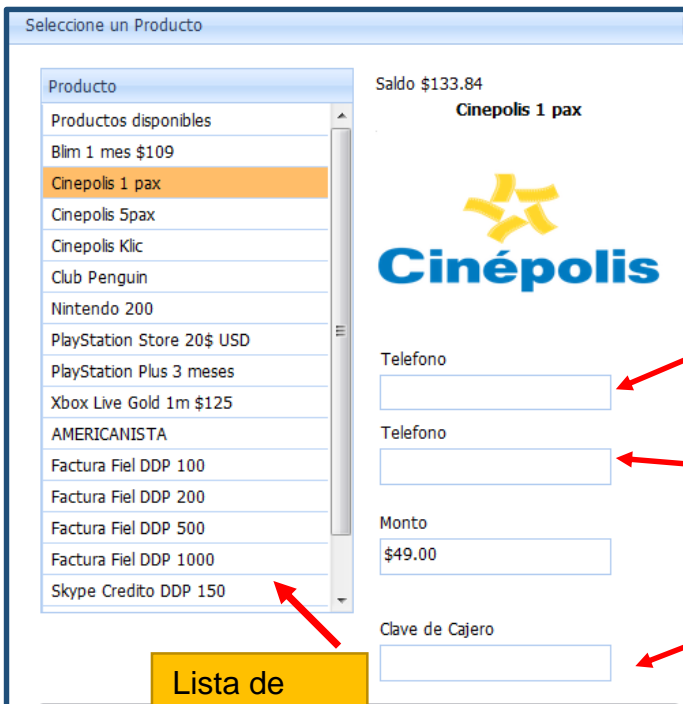 Seleccione un Producto
Producto
Productos disponibles
Blim 1 mes $109
Cinepolis 1 pax
Cinepolis 5pax
Cinepolis Klic
Club Penguin
Nintendo 200
PlayStation Store 20$ USD
PlayStation Plus 3 meses
Xbox Live Gold 1m $125
AMERICANISTA
Factura Fiel DDP 100
Factura Fiel DDP 200
Factura Fiel DDP 500
Factura Fiel DDP 1000
Skype Credito DDP 150
Lista de
Saldo $133.84
Cinepolis 1 pax
Cinépolis
Telefono
Telefono
Monto
$49.00
Clave de Cajero